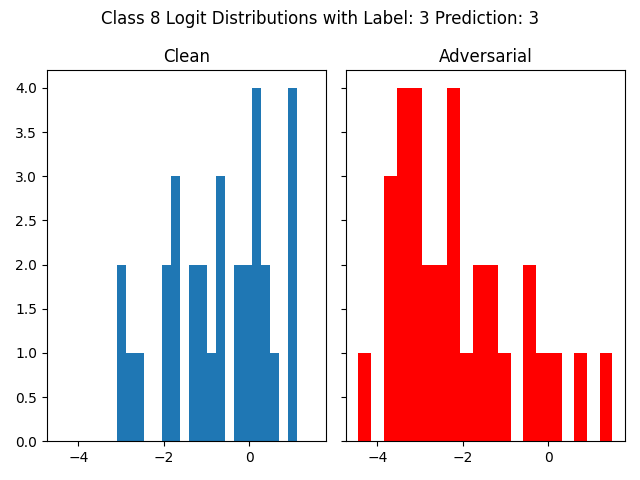 Class 8 Logit Distributions with Label: 3 Prediction: 3
Clean
Adversarial
4.0
3.5
3.0
2.5
2.0
1.5
1.0
0.5
0.0
−4 −2 0
−4 −2 0